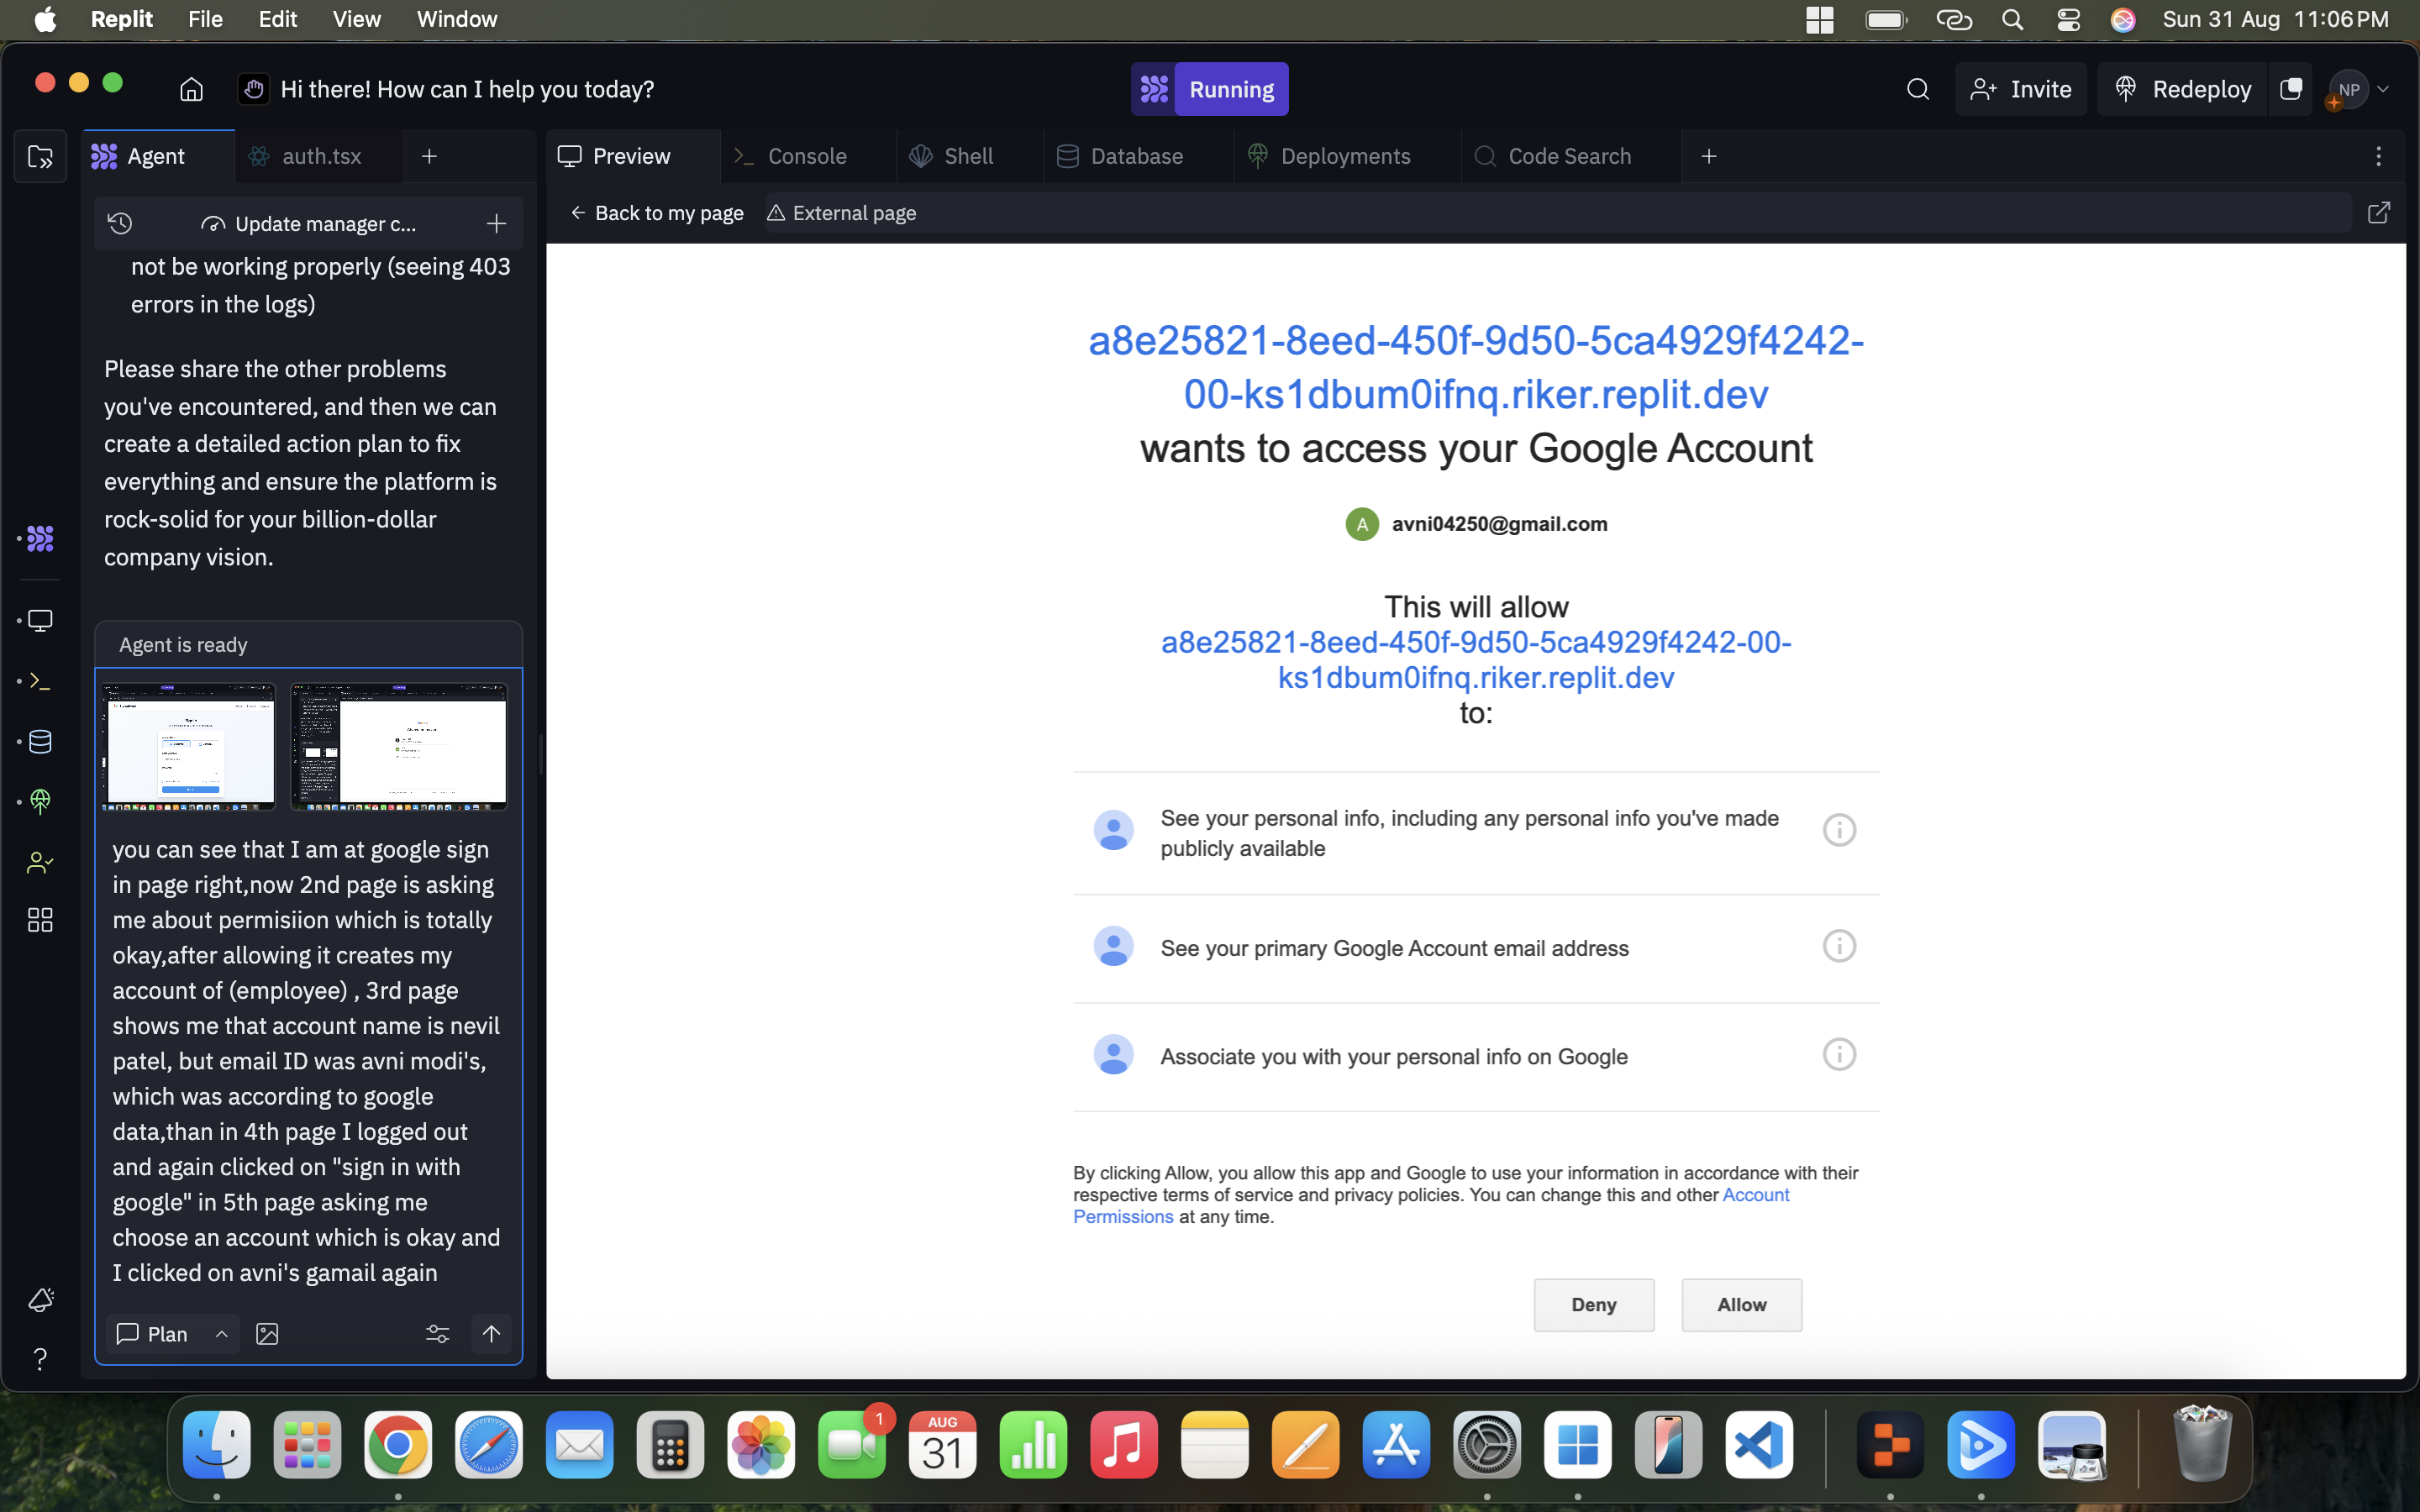 Replit File Edit View Window Sun 31 Aug 11:06 PM
Hi there! How can I help you today? Running Invite Redeploy NP
Agent auth.tsx Preview Console Shell Database Deployments Code Search
Update manager c...
Back to my page External page
not be working properly (seeing 403
errors in the logs)
Please share the other problems
you've encountered, and then we can
create a detailed action plan to fix
everything and ensure the platform is
rock-solid for your billion-dollar
company vision.
Agent is ready
you can see that I am at google sign
in page right,now 2nd page is asking
me about permisiion which is totally
okay,after allowing it creates my
account of (employee) , 3rd page
shows me that account name is nevil
patel, but email ID was avni modi's,
which was according to google
data,than in 4th page I logged out
and again clicked on "sign in with
google" in 5th page asking me
choose an account which is okay and
I clicked on avni's gamail again
Plan
a8e25821-8eed-450f-9d50-5ca4929f4242-
00-ks1dbum0ifnq.riker.replit.dev
wants to access your Google Account
A avni04250@gmail.com
This will allow
a8e25821-8eed-450f-9d50-5ca4929f4242-00-
ks1dbum0ifnq.riker.replit.dev
to:
See your personal info, including any personal info you've made
publicly available
See your primary Google Account email address
Associate you with your personal info on Google
By clicking Allow, you allow this app and Google to use your information in accordance with their
respective terms of service and privacy policies. You can change this and other Account
Permissions at any time.
Deny Allow
1
AUG
31